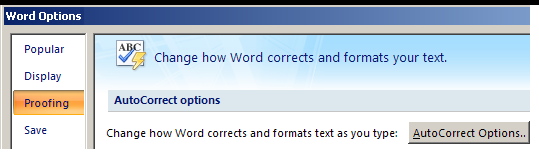 Word Options
Popular
Display
Proofing
Save
ABC
Change how Word corrects and formats your text.
AutoCorrect options
Change how Word corrects and formats text as you type: AutoCorrect Options..